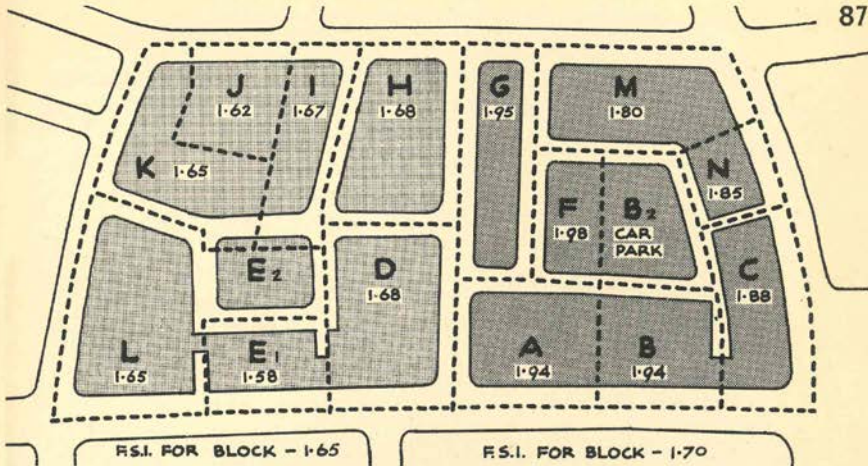 87
J
1·62
I
1·67
H
1·68
G
1·95
M
1·80
K 1·65
N
1·85
F
1·98
B₂
CAR
PARK
E₂
D
1·68
C
1·88
L
1·65
E₁
1·58
A
1·94
B
1·94
F.S.I. FOR BLOCK – 1·65
F.S.I. FOR BLOCK – 1·70